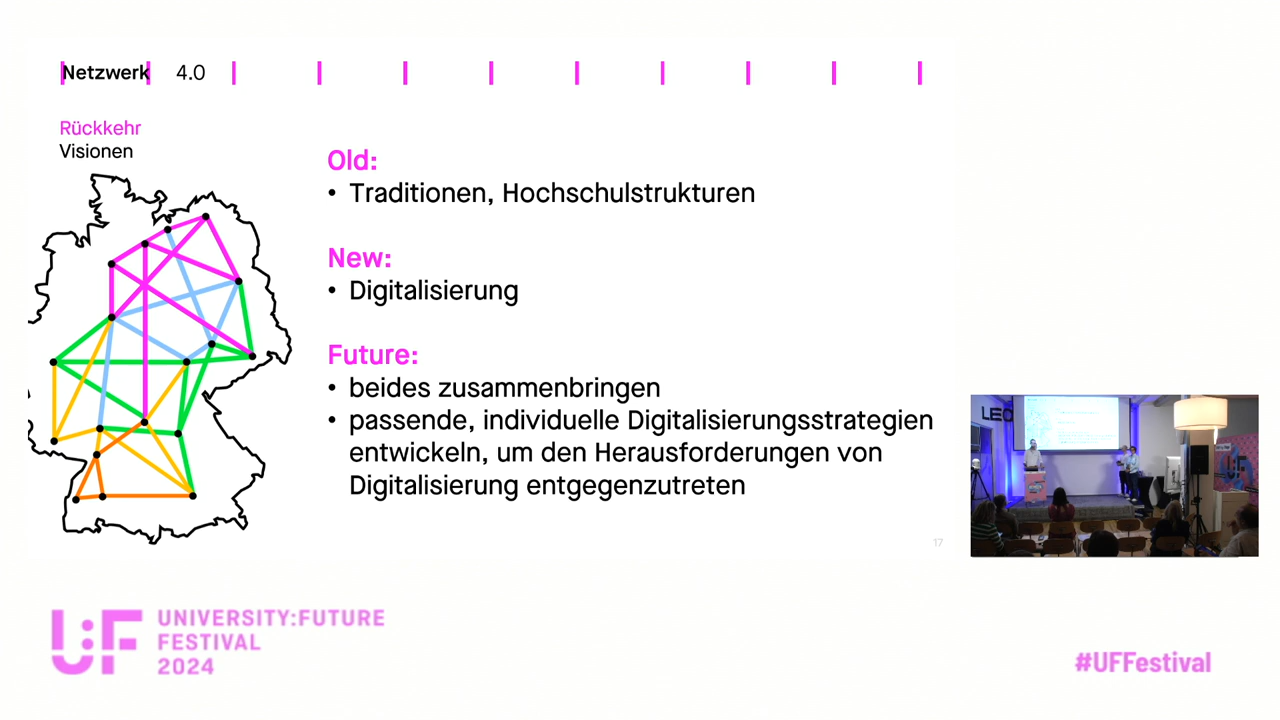 Netzwerk 4.0
Rückkehr
Visionen
Old:
• Traditionen, Hochschulstrukturen
New:
• Digitalisierung
Future:
• beides zusammenbringen
• passende, individuelle Digitalisierungsstrategien
entwickeln, um den Herausforderungen von
Digitalisierung entgegenzutreten
17
LEO
U:F
UNIVERSITY:FUTURE
FESTIVAL
2024
#UFFestival